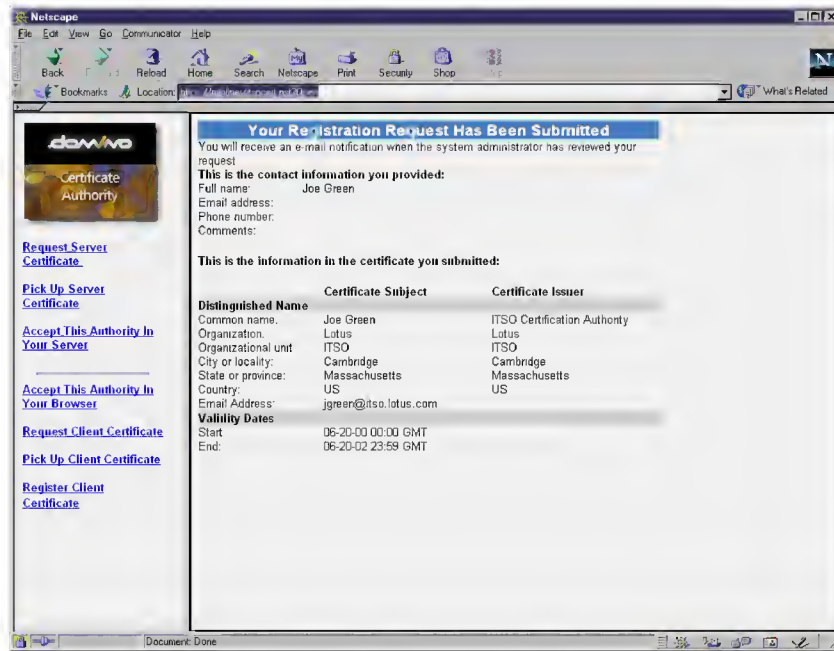 Netscape
File Edit View Go Communicator Help
Back Reload Home Search Netscape Print Security Shop
Bookmarks Location: What's Related
domino
Certificate
Authority
Request Server
Certificate
Pick Up Server
Certificate
Accept This Authority In
Your Server
Accept This Authority In
Your Browser
Request Client Certificate
Pick Up Client Certificate
Register Client
Certificate
Your Registration Request Has Been Submitted
You will receive an e-mail notification when the system administrator has reviewed your
request
This is the contact information you provided:
Full name: Joe Green
Email address:
Phone number:
Comments:
This is the information in the certificate you submitted:
Certificate Subject Certificate Issuer
Distinguished Name
Common name. Joe Green ITSO Certification Authority
Organization. Lotus Lotus
Organizational unit ITSO ITSO
City or locality: Cambridge Cambridge
State or province: Massachusetts Massachusetts
Country: US US
Email Address: jgreen@itso.lotus.com
Validity Dates
Start 06-20-00 00:00 GMT
End: 06-20-02 23:59 GMT
Document: Done